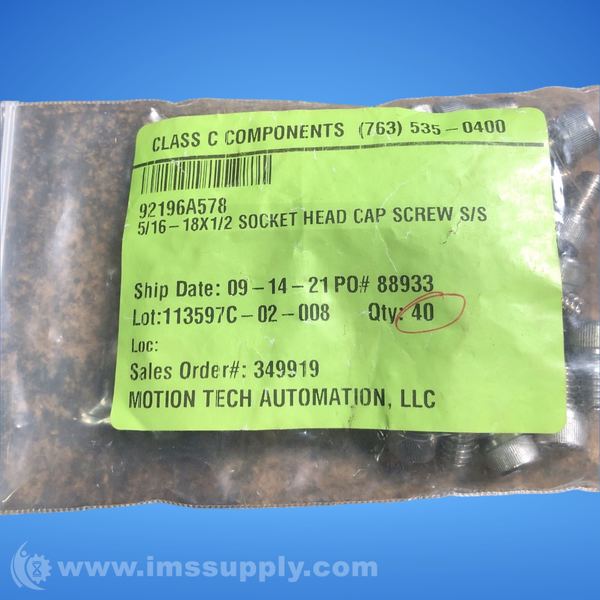 CLASS C COMPONENTS (763) 535-0400
92196A578
5/16-18X1/2 SOCKET HEAD CAP SCREW S/S
Ship Date: 09-14-21 PO# 88933
Lot:113597C-02-008 Qty: 40
Loc:
Sales Order#: 349919
MOTION TECH AUTOMATION, LLC
www.imssupply.com